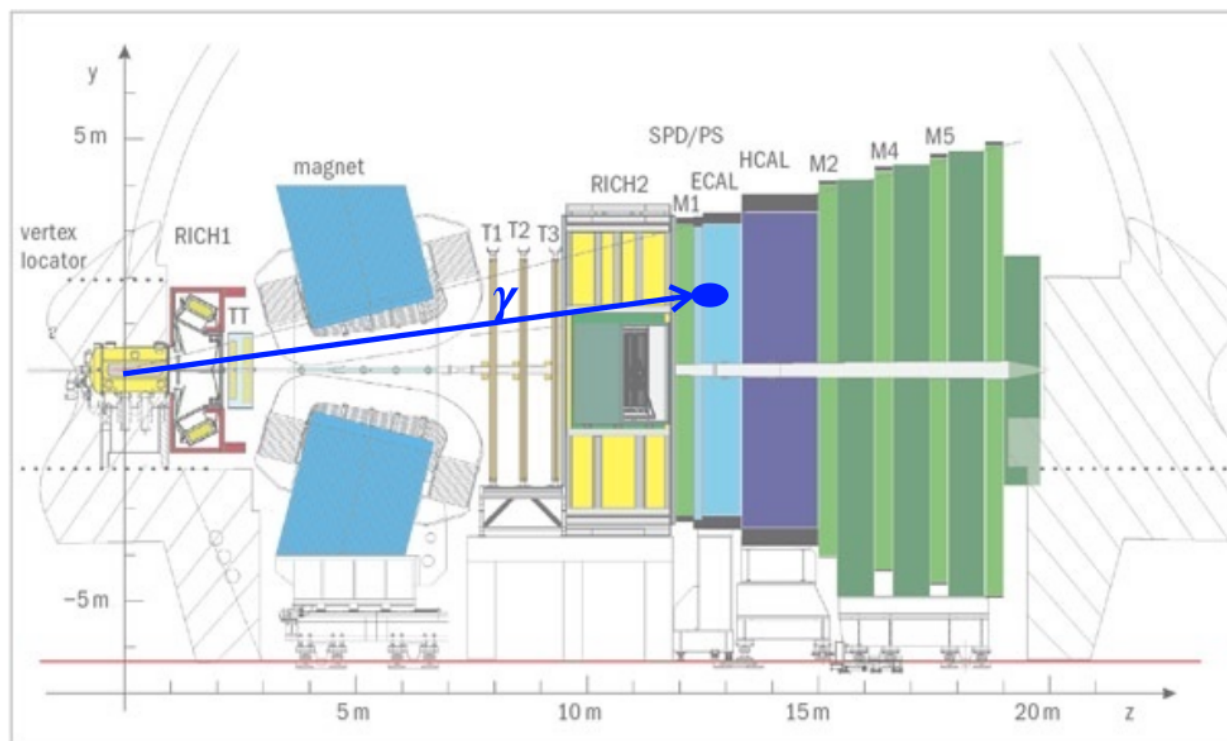 y
5 m
SPD/PS
M5
M4
HCAL
M2
magnet
ECAL
RICH2
M1
vertex
locator
RICH1
T1
T2
T3
TT
γ
−5 m
5 m
10 m
15 m
20 m
z